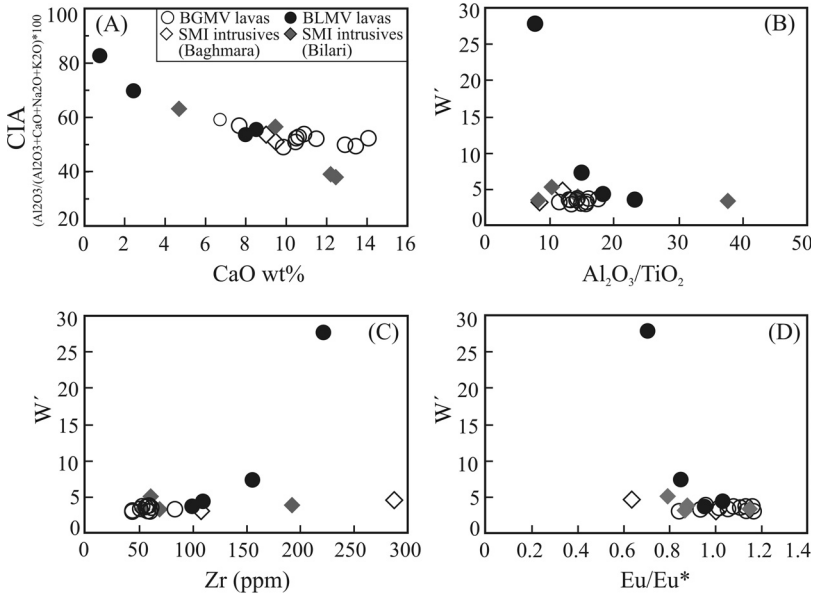 (A)
BGMV lavas BLMV lavas
SMI intrusives SMI intrusives
(Baghmara) (Bilari)
CIA
(Al2O3/(Al2O3+CaO+Na2O+K2O)*100
100
80
60
40
20
0 2 4 6 8 10 12 14 16
CaO wt%
(B)
W´
30
25
20
15
10
5
0
0 10 20 30 40 50
Al₂O₃/TiO₂
(C)
W´
30
25
20
15
10
5
0
0 50 100 150 200 250 300
Zr (ppm)
(D)
W´
30
25
20
15
10
5
0
0 0.2 0.4 0.6 0.8 1.0 1.2 1.4
Eu/Eu*